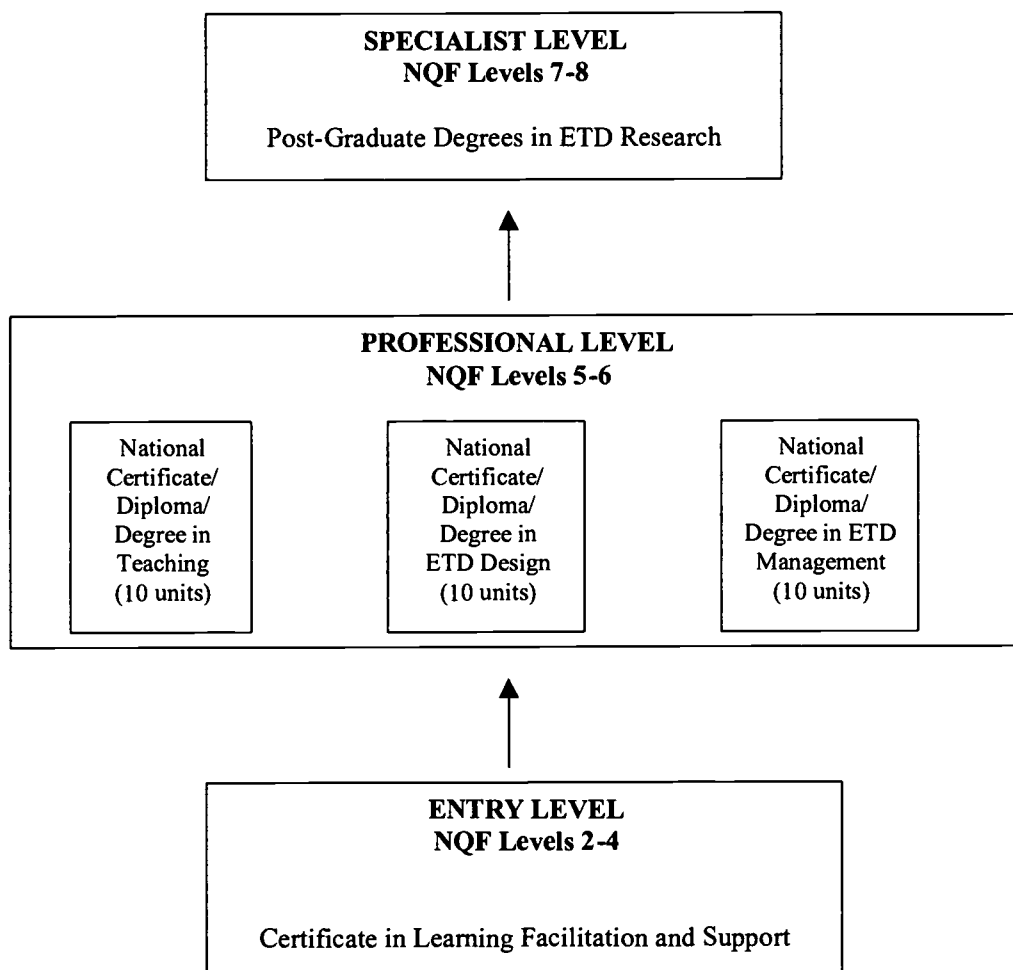 SPECIALIST LEVEL
NQF Levels 7-8
Post-Graduate Degrees in ETD Research
PROFESSIONAL LEVEL
NQF Levels 5-6
National
Certificate/
Diploma/
Degree in
Teaching
(10 units)
National
Certificate/
Diploma/
Degree in
ETD Design
(10 units)
National
Certificate/
Diploma/
Degree in ETD
Management
(10 units)
ENTRY LEVEL
NQF Levels 2-4
Certificate in Learning Facilitation and Support